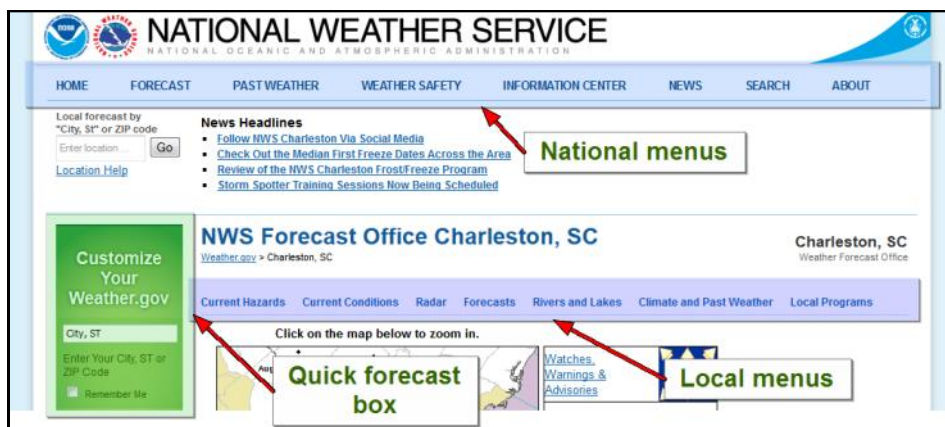 NATIONAL WEATHER SERVICE
NATIONAL OCEANIC AND ATMOSPHERIC ADMINISTRATION
HOME FORECAST PAST WEATHER WEATHER SAFETY INFORMATION CENTER NEWS SEARCH ABOUT
Local forecast by
"City, St" or ZIP code
Enter location ...
Go
Location Help
News Headlines
Follow NWS Charleston Via Social Media
Check Out the Median First Freeze Dates Across the Area
Review of the NWS Charleston Frost/Freeze Program
Storm Spotter Training Sessions Now Being Scheduled
National menus
Customize
Your
Weather.gov
City, ST
Enter Your City, ST or
ZIP Code
Remember Me
NWS Forecast Office Charleston, SC
Weather.gov > Charleston, SC
Charleston, SC
Weather Forecast Office
Current Hazards Current Conditions Radar Forecasts Rivers and Lakes Climate and Past Weather Local Programs
Click on the map below to zoom in.
Quick forecast
box
Watches,
Warnings &
Advisories
Local menus